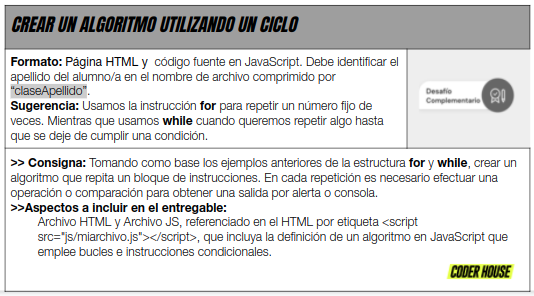 CREAR UN ALGORITMO UTILIZANDO UN CICLO
Formato: Página HTML y código fuente en JavaScript. Debe identificar el
apellido del alumno/a en el nombre de archivo comprimido por
“claseApellido”.
Sugerencia: Usamos la instrucción for para repetir un número fijo de
veces. Mientras que usamos while cuando queremos repetir algo hasta
que se deje de cumplir una condición.
Desafío
Complementario
>> Consigna: Tomando como base los ejemplos anteriores de la estructura for y while, crear un
algoritmo que repita un bloque de instrucciones. En cada repetición es necesario efectuar una
operación o comparación para obtener una salida por alerta o consola.
>>Aspectos a incluir en el entregable:
Archivo HTML y Archivo JS, referenciado en el HTML por etiqueta <script
src="js/miarchivo.js"></script>, que incluya la definición de un algoritmo en JavaScript que
emplee bucles e instrucciones condicionales.
CODER HOUSE